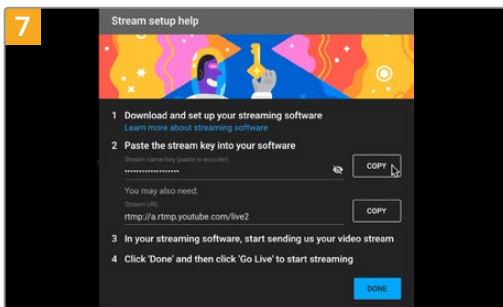 7
Stream setup help
1 Download and set up your streaming software
Learn more about streaming software
2 Paste the stream key into your software
Stream name/key (paste in encoder)
•••••••••••••••••••
COPY
You may also need:
Stream URL
rtmp://a.rtmp.youtube.com/live2
COPY
3 In your streaming software, start sending us your video stream
4 Click 'Done' and then click 'Go Live' to start streaming
DONE